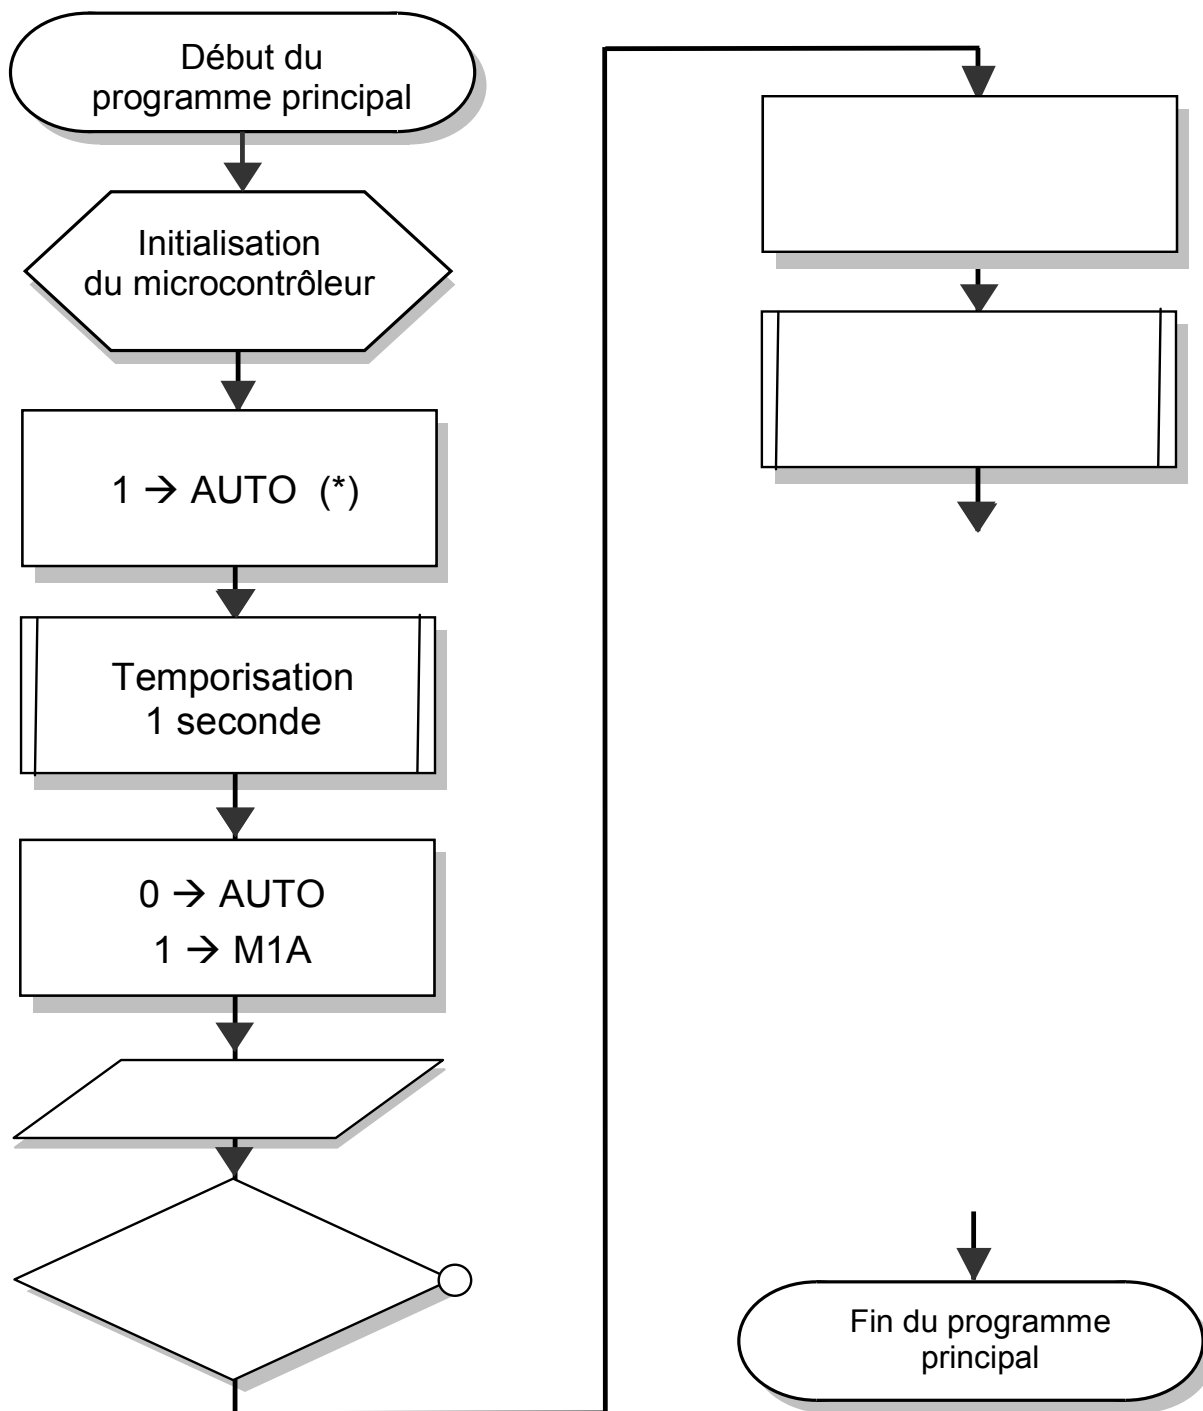 Début du
programme principal
Initialisation
du microcontrôleur
1 → AUTO (*)
Temporisation
1 seconde
0 → AUTO
1 → M1A
Fin du programme
principal